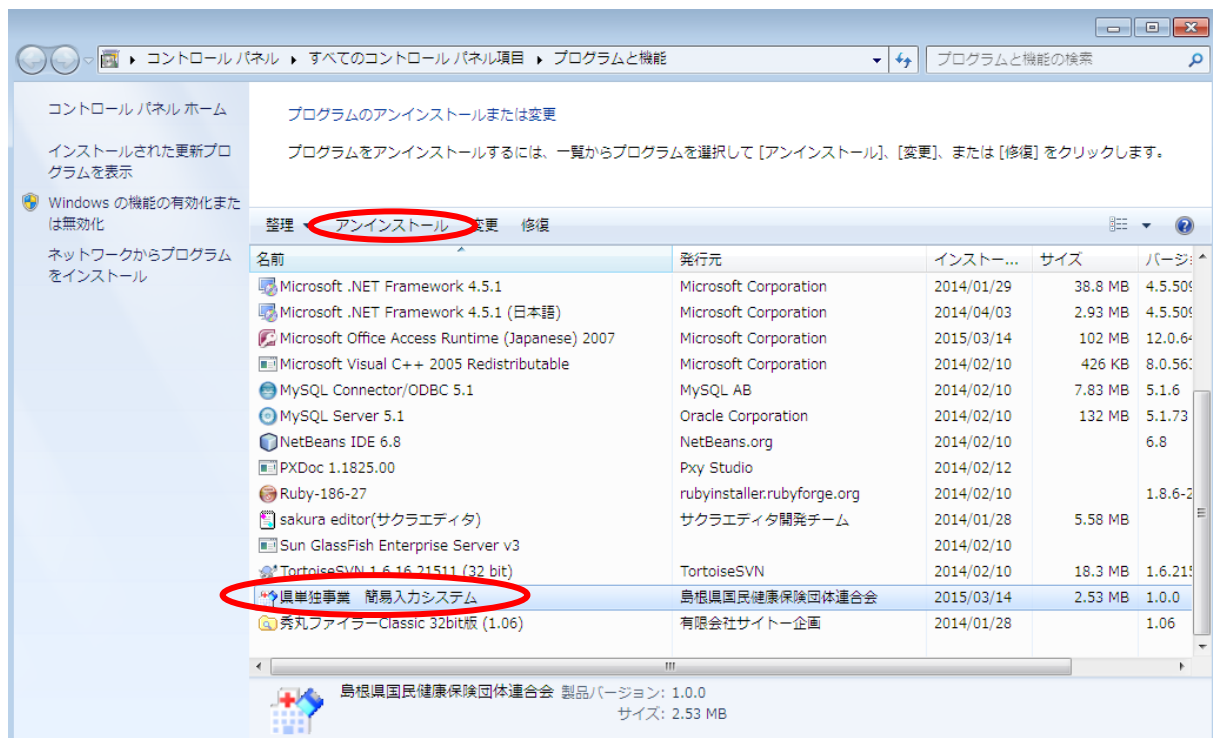 コントロール パネル ▸ すべてのコントロール パネル項目 ▸ プログラムと機能
プログラムと機能の検索
コントロール パネル ホーム
インストールされた更新プロ
グラムを表示
Windows の機能の有効化また
は無効化
ネットワークからプログラム
をインストール
プログラムのアンインストールまたは変更
プログラムをアンインストールするには、一覧からプログラムを選択して [アンインストール]、[変更]、または [修復] をクリックします。
整理 アンインストール 変更 修復
名前 発行元 インストー... サイズ バージ
Microsoft .NET Framework 4.5.1 Microsoft Corporation 2014/01/29 38.8 MB 4.5.509
Microsoft .NET Framework 4.5.1 (日本語) Microsoft Corporation 2014/04/03 2.93 MB 4.5.509
Microsoft Office Access Runtime (Japanese) 2007 Microsoft Corporation 2015/03/14 102 MB 12.0.64
Microsoft Visual C++ 2005 Redistributable Microsoft Corporation 2014/02/10 426 KB 8.0.563
MySQL Connector/ODBC 5.1 MySQL AB 2014/02/10 7.83 MB 5.1.6
MySQL Server 5.1 Oracle Corporation 2014/02/10 132 MB 5.1.73
NetBeans IDE 6.8 NetBeans.org 2014/02/10 6.8
PXDoc 1.1825.00 Pxy Studio 2014/02/12
Ruby-186-27 rubyinstaller.rubyforge.org 2014/02/10 1.8.6-2
sakura editor(サクラエディタ) サクラエディタ開発チーム 2014/01/28 5.58 MB
Sun GlassFish Enterprise Server v3 2014/02/10
TortoiseSVN 1.6.16.21511 (32 bit) TortoiseSVN 2014/02/10 18.3 MB 1.6.215
県単独事業 簡易入力システム 島根県国民健康保険団体連合会 2015/03/14 2.53 MB 1.0.0
秀丸ファイラーClassic 32bit版 (1.06) 有限会社サイトー企画 2014/01/28 1.06
島根県国民健康保険団体連合会 製品バージョン: 1.0.0
サイズ: 2.53 MB